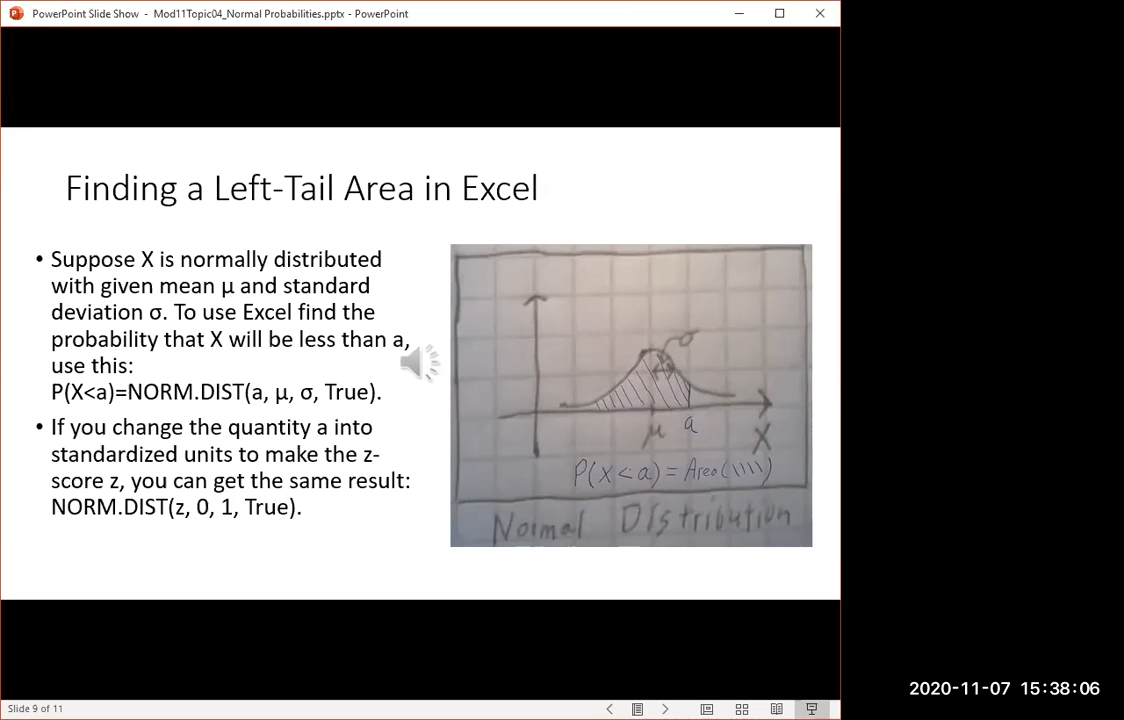 PowerPoint Slide Show - Mod11Topic04_Normal Probabilities.pptx - PowerPoint
Finding a Left-Tail Area in Excel
• Suppose X is normally distributed
with given mean μ and standard
deviation σ. To use Excel find the
probability that X will be less than a,
use this:
P(X<a)=NORM.DIST(a, μ, σ, True).
• If you change the quantity a into
standardized units to make the z-
score z, you can get the same result:
NORM.DIST(z, 0, 1, True).
σ
μ a X
P(X<a) = Area(\\\\)
Normal Distribution
Slide 9 of 11
2020-11-07 15:38:06